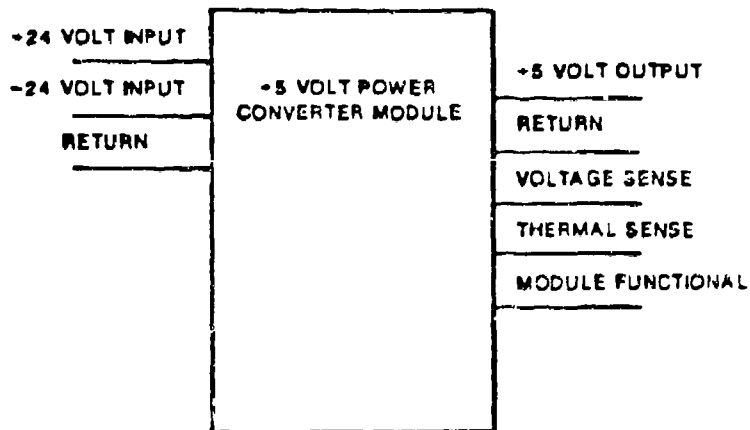 +24 VOLT INPUT
-24 VOLT INPUT
RETURN
+5 VOLT POWER
CONVERTER MODULE
+5 VOLT OUTPUT
RETURN
VOLTAGE SENSE
THERMAL SENSE
MODULE FUNCTIONAL